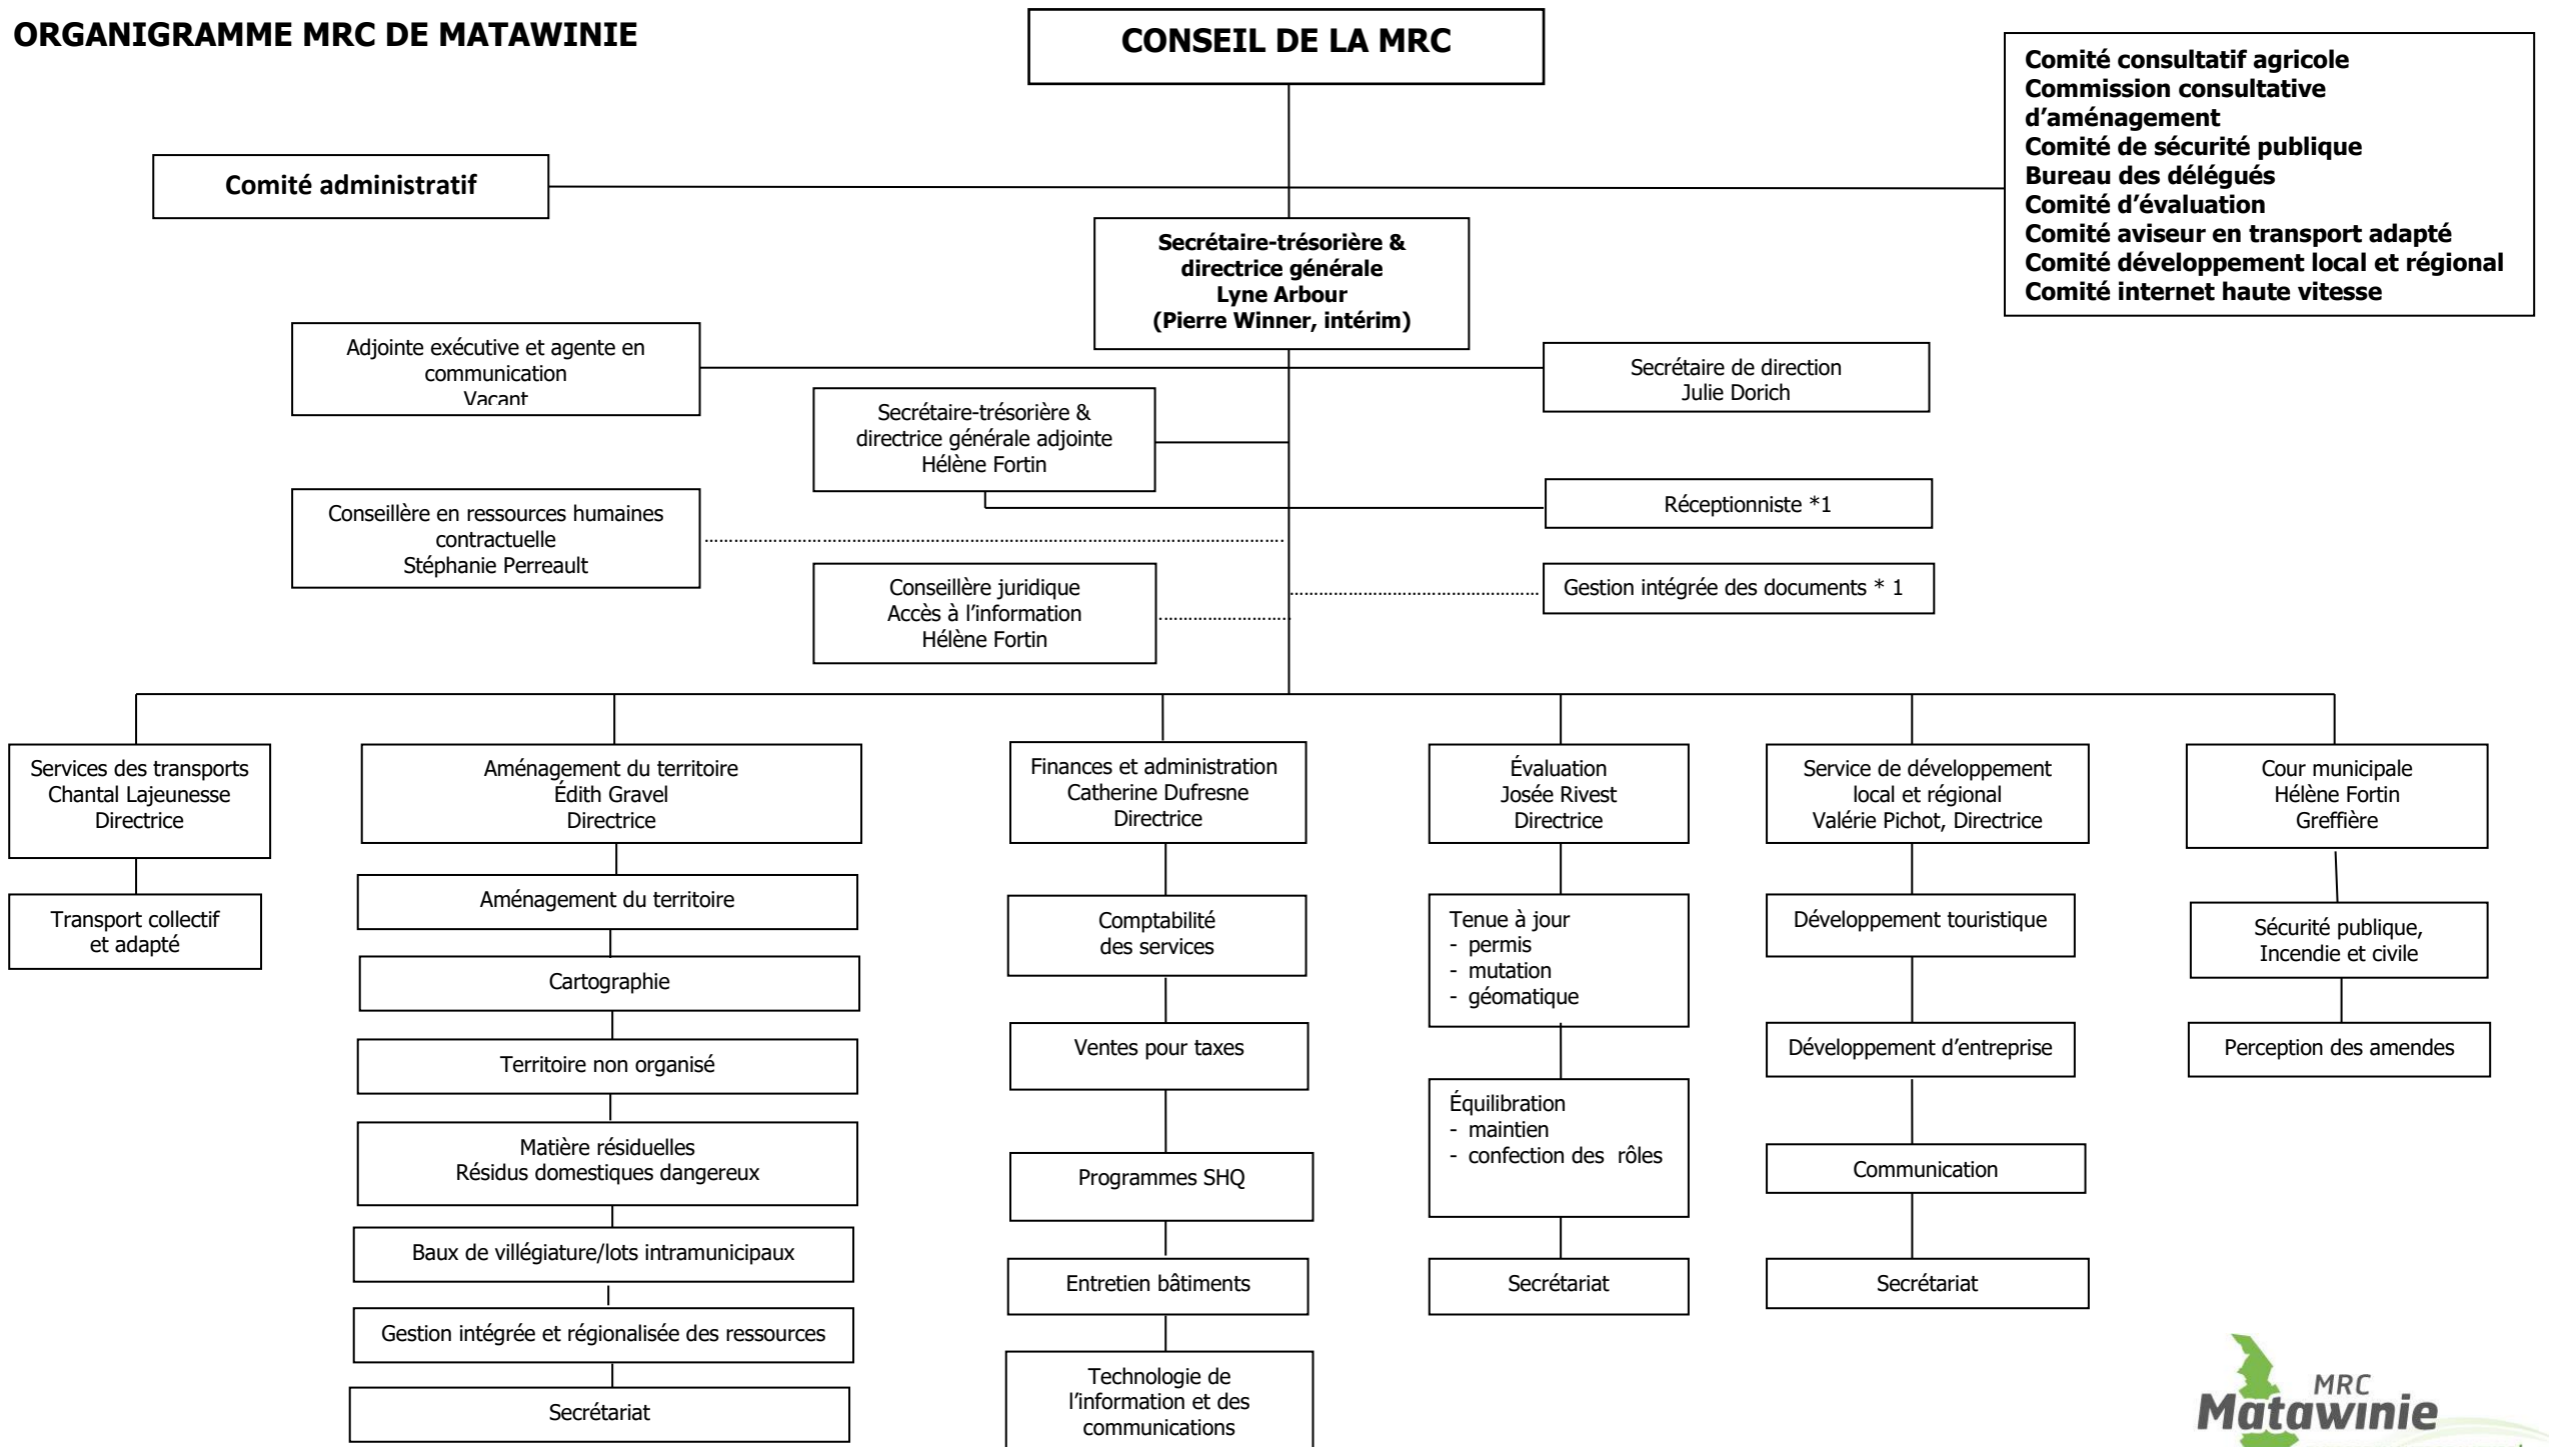 ORGANIGRAMME MRC DE MATAWINIE
CONSEIL DE LA MRC
Comité consultatif agricole
Commission consultative
d’aménagement
Comité de sécurité publique
Bureau des délégués
Comité d’évaluation
Comité aviseur en transport adapté
Comité développement local et régional
Comité internet haute vitesse
Comité administratif
Secrétaire-trésorière &
directrice générale
Lyne Arbour
(Pierre Winner, intérim)
Adjointe exécutive et agente en
communication
Vacant
Secrétaire de direction
Julie Dorich
Secrétaire-trésorière &
directrice générale adjointe
Hélène Fortin
Réceptionniste *1
Conseillère en ressources humaines
contractuelle
Stéphanie Perreault
Conseillère juridique
Accès à l’information
Hélène Fortin
Gestion intégrée des documents * 1
Services des transports
Chantal Lajeunesse
Directrice
Transport collectif
et adapté
Aménagement du territoire
Édith Gravel
Directrice
Aménagement du territoire
Cartographie
Territoire non organisé
Matière résiduelles
Résidus domestiques dangereux
Baux de villégiature/lots intramunicipaux
Gestion intégrée et régionalisée des ressources
Secrétariat
Finances et administration
Catherine Dufresne
Directrice
Comptabilité
des services
Ventes pour taxes
Programmes SHQ
Entretien bâtiments
Technologie de
l’information et des
communications
Évaluation
Josée Rivest
Directrice
Tenue à jour
- permis
- mutation
- géomatique
Équilibration
- maintien
- confection des rôles
Secrétariat
Service de développement
local et régional
Valérie Pichot, Directrice
Développement touristique
Développement d’entreprise
Communication
Secrétariat
Cour municipale
Hélène Fortin
Greffière
Sécurité publique,
Incendie et civile
Perception des amendes
MRC
Matawinie